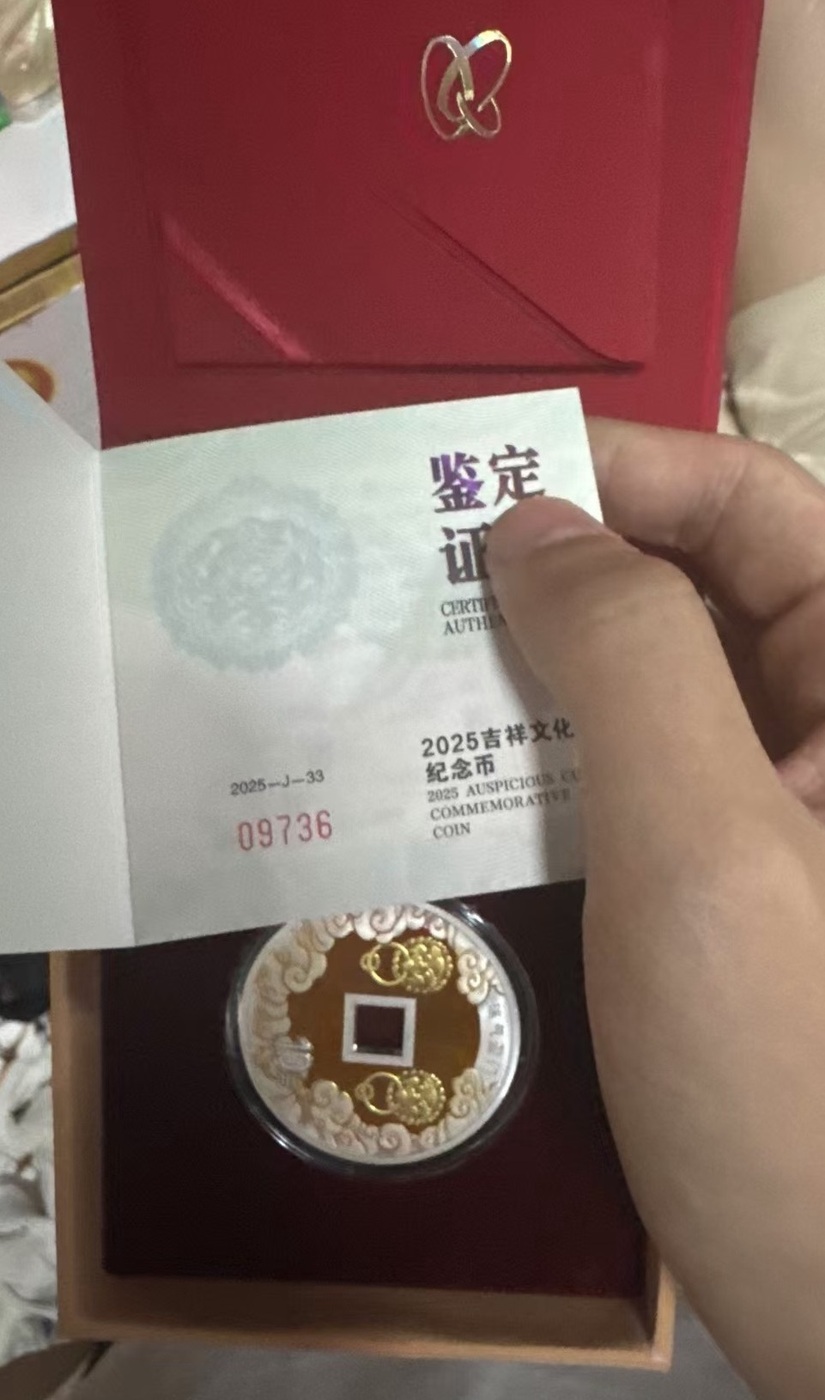 鉴定
证
CERTIF
AUTHE
2025吉祥文化
纪念币
2025 AUSPICIOUS CU
COMMEMORATIVE
COIN
2025-J-33
09736